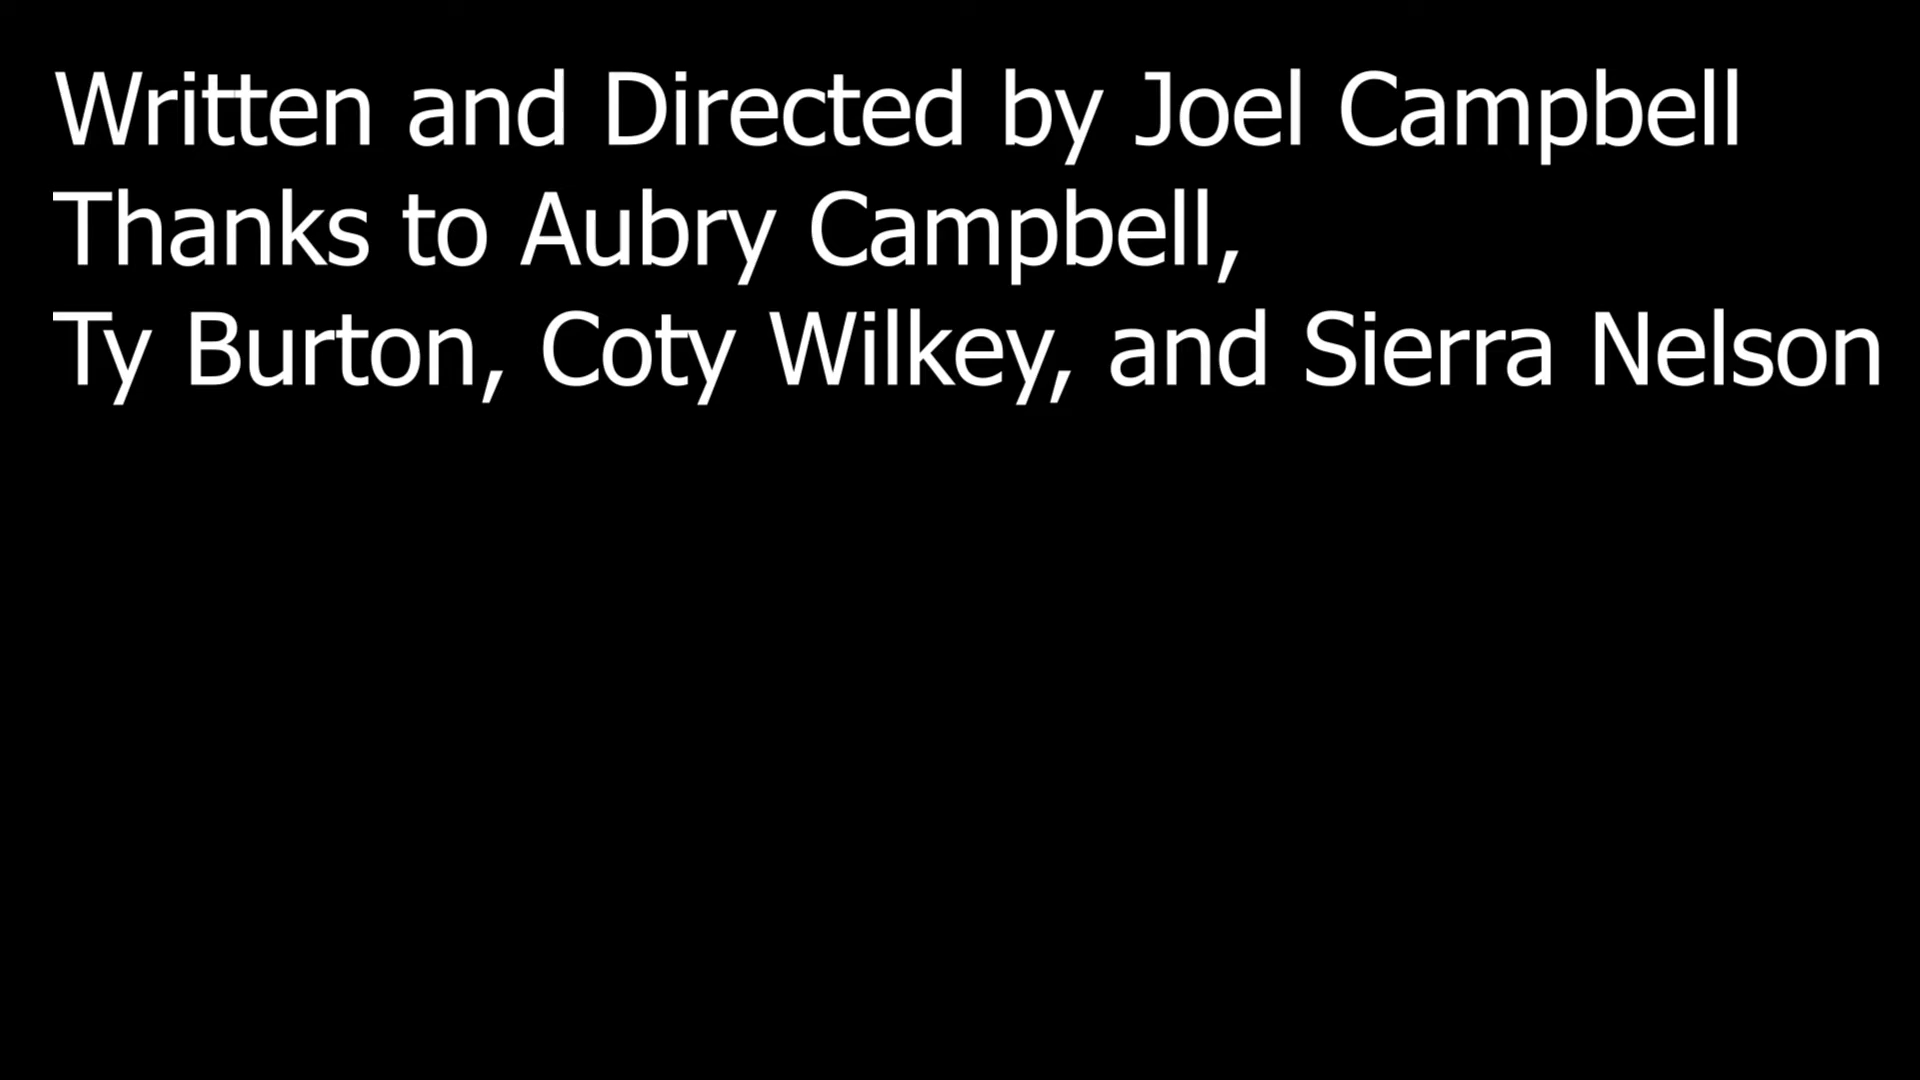 Written and Directed by Joel Campbell
Thanks to Aubry Campbell,
Ty Burton, Coty Wilkey, and Sierra Nelson